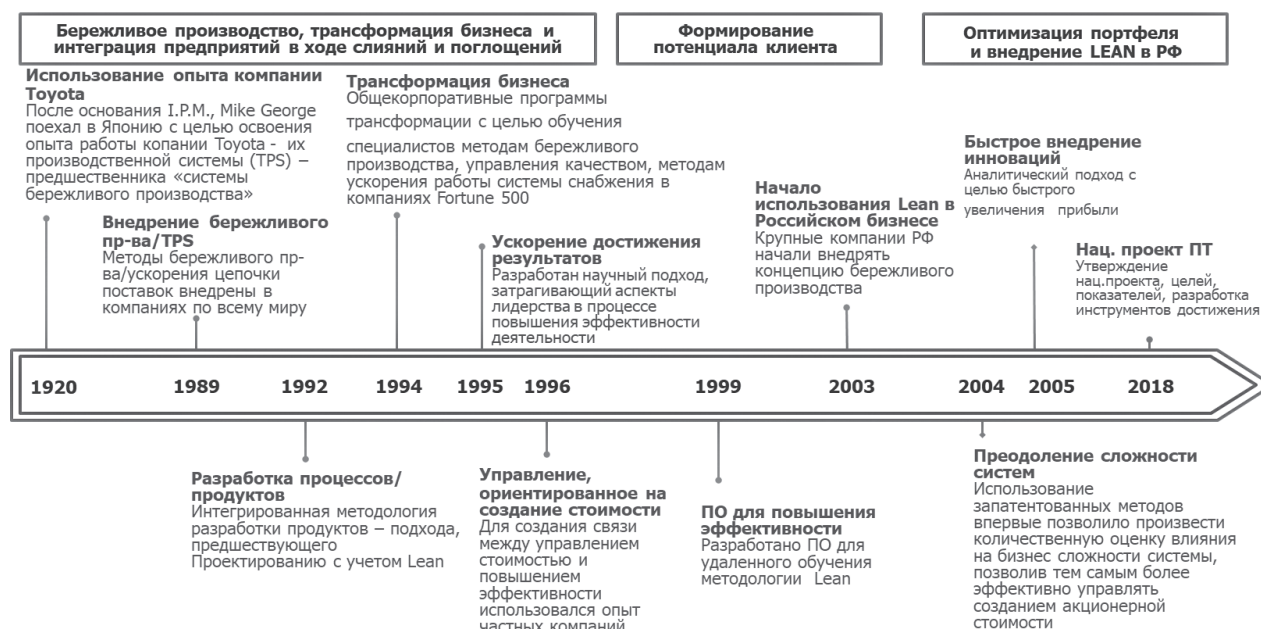 Бережливое производство, трансформация бизнеса и
интеграция предприятий в ходе слияний и поглощений
Формирование
потенциала клиента
Оптимизация портфеля
и внедрение LEAN в РФ
Использование опыта компании
Toyota
После основания I.P.M., Mike George
поехал в Японию с целью освоения
опыта работы копании Toyota - их
производственной системы (TPS) –
предшественника «системы
бережливого производства»
Внедрение бережливого
пр-ва/TPS
Методы бережливого пр-
ва/ускорения цепочки
поставок внедрены в
компаниях по всему миру
Трансформация бизнеса
Общекорпоративные программы
трансформации с целью обучения
специалистов методам бережливого
производства, управления качеством, методам
ускорения работы системы снабжения в
компаниях Fortune 500
Ускорение достижения
результатов
Разработан научный подход,
затрагивающий аспекты
лидерства в процессе
повышения эффективности
деятельности
Начало
использования Lean в
Российском бизнесе
Крупные компании РФ
начали внедрять
концепцию бережливого
производства
Быстрое внедрение
инноваций
Аналитический подход с
целью быстрого
увеличения прибыли
Нац. проект ПТ
Утверждение
нац.проекта, целей,
показателей, разработка
инструментов достижения
1920 1989 1992 1994 1995 1996 1999 2003 2004 2005 2018
Разработка процессов/
продуктов
Интегрированная методология
разработки продуктов – подхода,
предшествующего
Проектированию с учетом Lean
Управление,
ориентированное на
создание стоимости
Для создания связи
между управлением
стоимостью и
повышением
эффективности
использовался опыт
частных компаний
ПО для повышения
эффективности
Разработано ПО для
удаленного обучения
методологии Lean
Преодоление сложности
систем
Использование
запатентованных методов
впервые позволило произвести
количественную оценку влияния
на бизнес сложности системы,
позволив тем самым более
эффективно управлять
созданием акционерной
стоимости